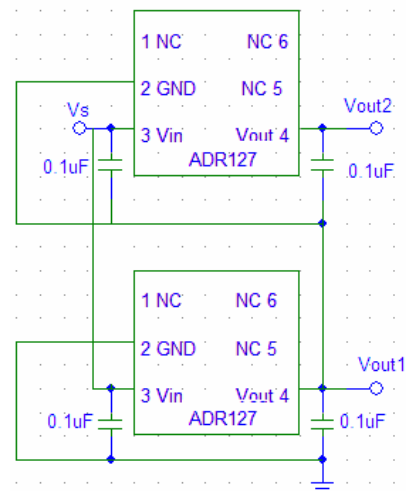 1 NC NC 6
2 GND NC 5
Vs
Vout2
3 Vin Vout 4
0.1uF
ADR127
0.1uF
1 NC NC 6
2 GND NC 5
Vout1
3 Vin Vout 4
0.1uF
ADR127
0.1uF